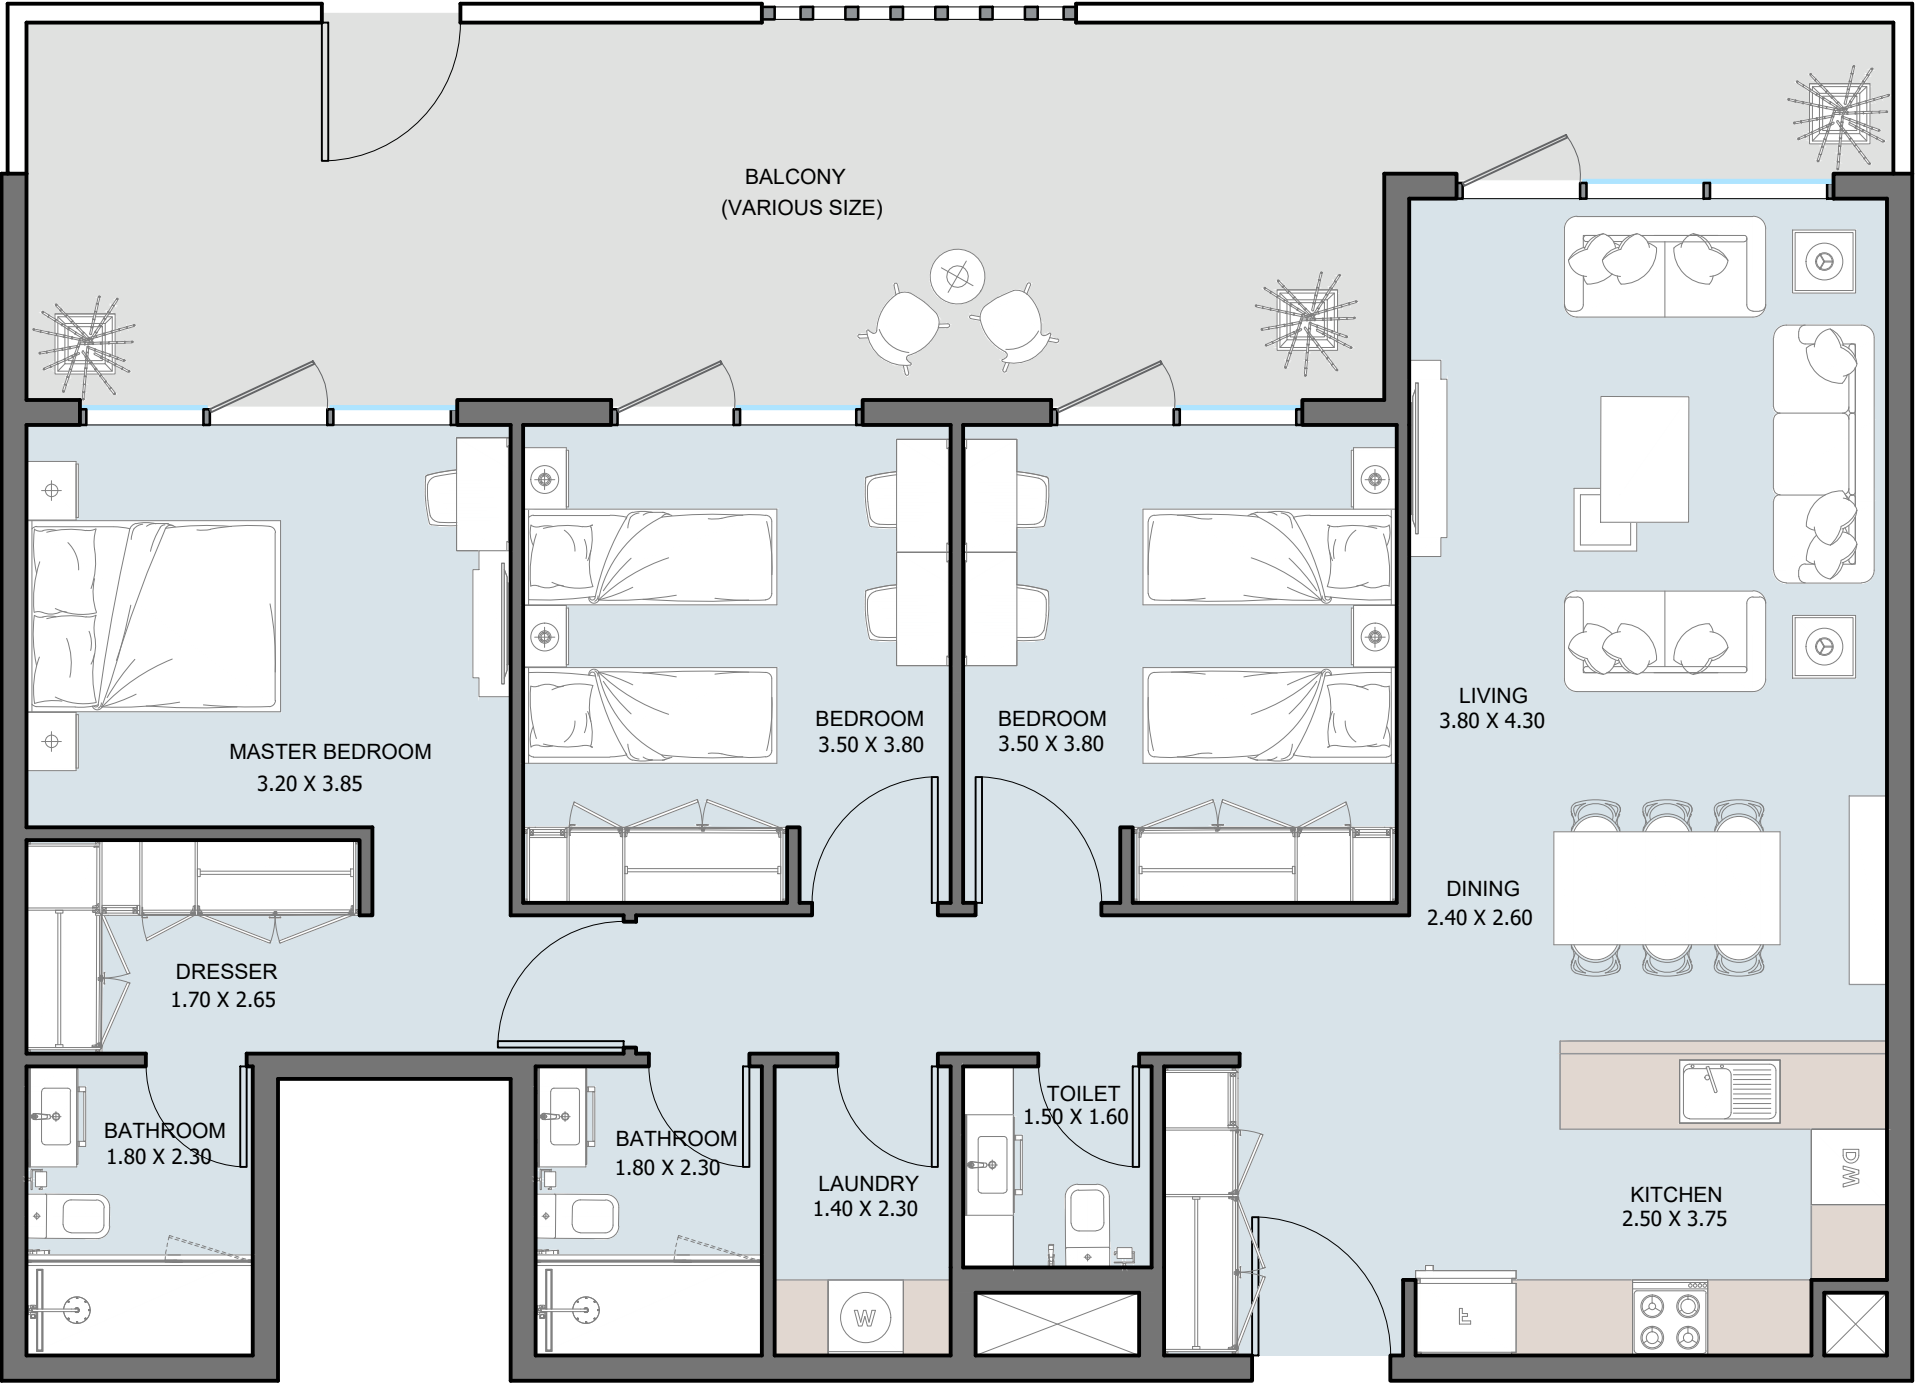 BALCONY
(VARIOUS SIZE)
LIVING
3.80 X 4.30
BEDROOM
3.50 X 3.80
BEDROOM
3.50 X 3.80
MASTER BEDROOM
3.20 X 3.85
DINING
2.40 X 2.60
DRESSER
1.70 X 2.65
TOILET
1.50 X 1.60
BATHROOM
1.80 X 2.30
BATHROOM
1.80 X 2.30
LAUNDRY
1.40 X 2.30
DW
KITCHEN
2.50 X 3.75
W
F